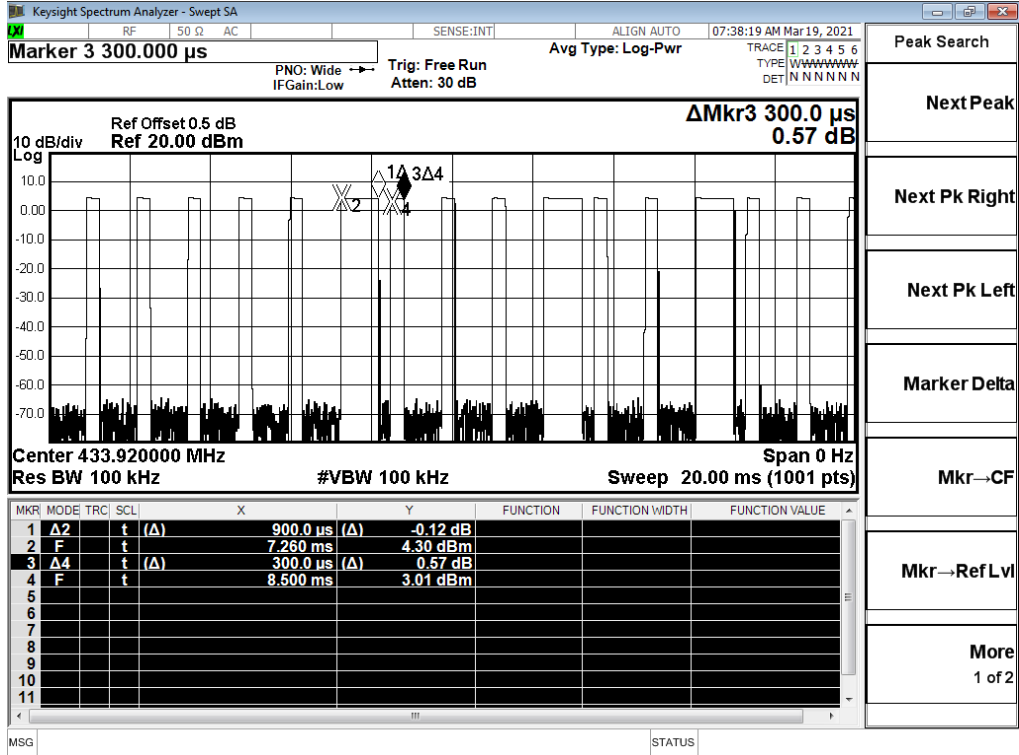 Keysight Spectrum Analyzer - Swept SA
LXI RF 50 Ω AC SENSE:INT ALIGN AUTO 07:38:19 AM Mar 19, 2021
Marker 3 300.000 µs
PNO: Wide
IFGain:Low
Trig: Free Run
Atten: 30 dB
Avg Type: Log-Pwr
TRACE 1 2 3 4 5 6
TYPE W W W W W W
DET N N N N N N
ΔMkr3 300.0 µs
0.57 dB
Ref Offset 0.5 dB
10 dB/div Ref 20.00 dBm
Log
1Δ 3Δ4
10.0
2 4
0.00
-10.0
-20.0
-30.0
-40.0
-50.0
-60.0
-70.0
Center 433.920000 MHz Span 0 Hz
Res BW 100 kHz #VBW 100 kHz Sweep 20.00 ms (1001 pts)
MKR MODE TRC SCL X Y FUNCTION FUNCTION WIDTH FUNCTION VALUE
1 Δ2 t (Δ) 900.0 µs (Δ) -0.12 dB
2 F t 7.260 ms 4.30 dBm
3 Δ4 t (Δ) 300.0 µs (Δ) 0.57 dB
4 F t 8.500 ms 3.01 dBm
5
6
7
8
9
10
11
MSG STATUS
Peak Search
Next Peak
Next Pk Right
Next Pk Left
Marker Delta
Mkr→CF
Mkr→Ref Lvl
More
1 of 2